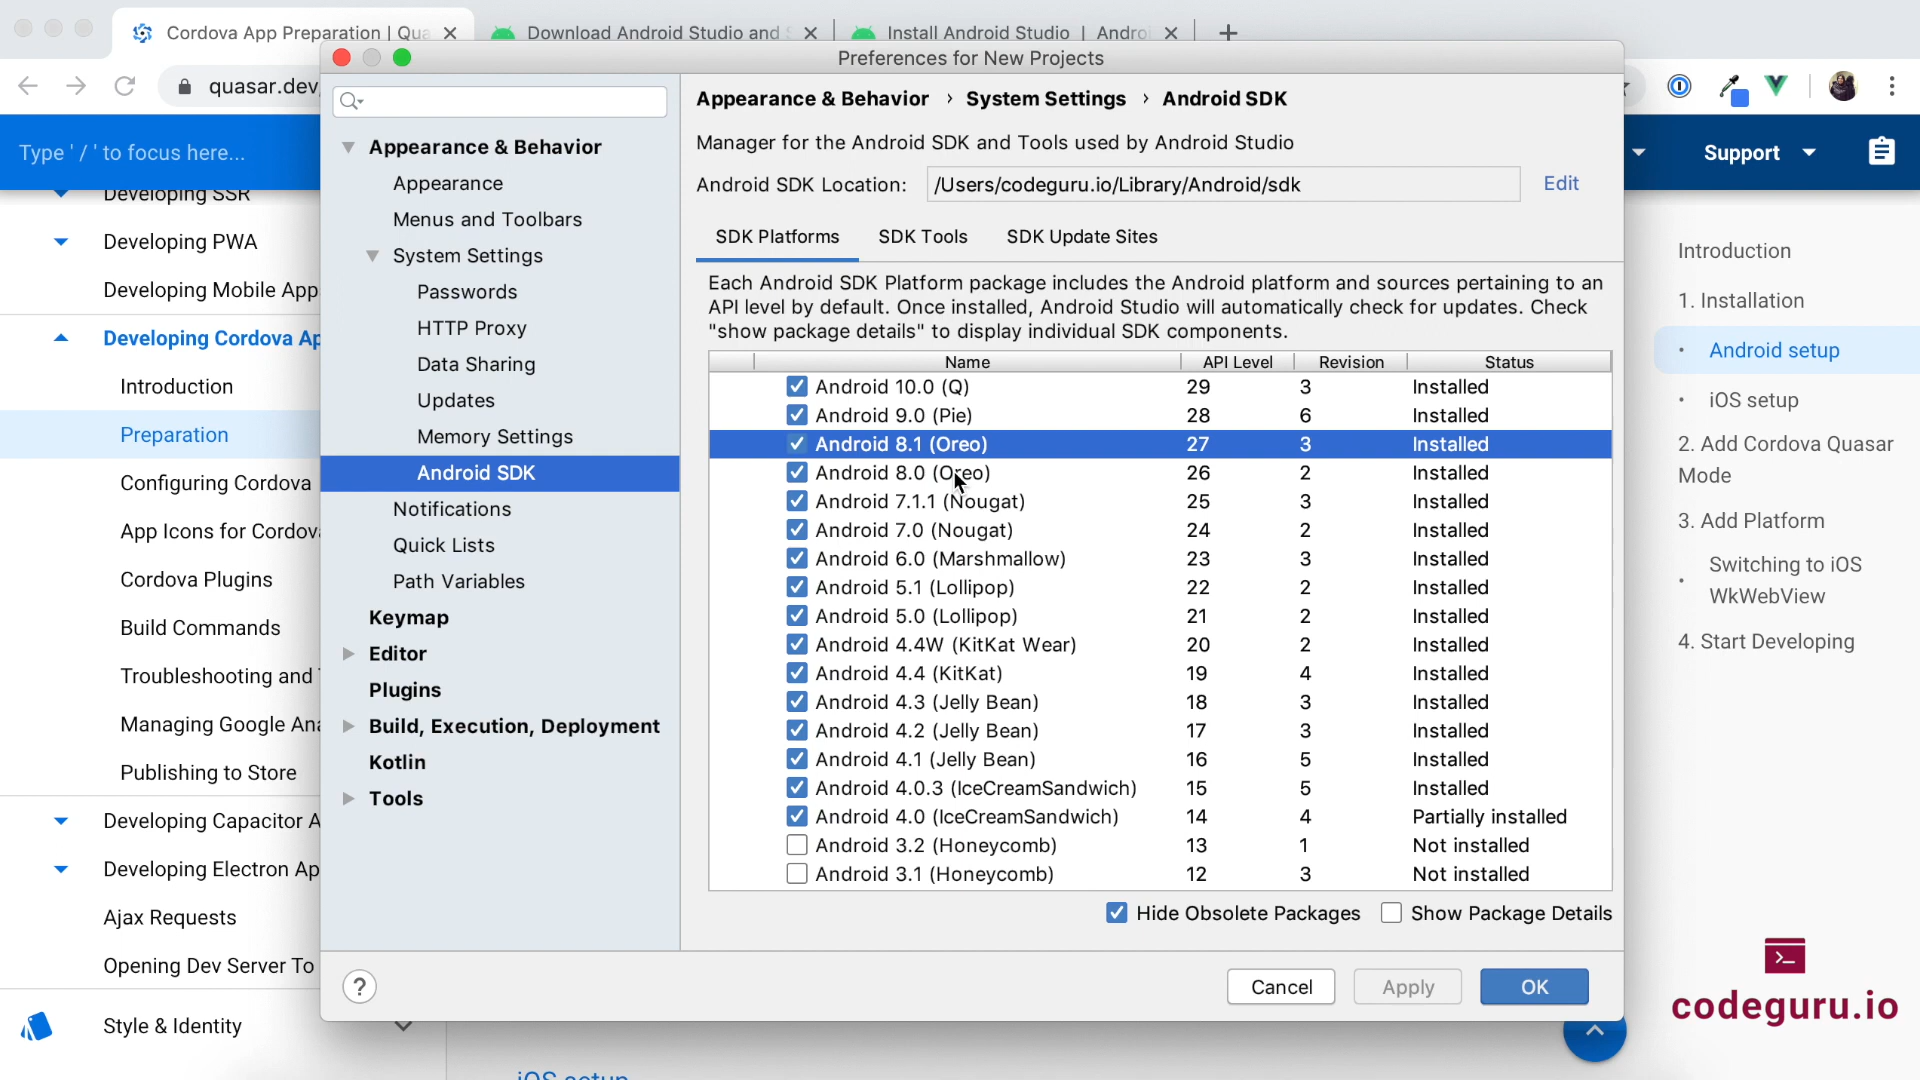 Cordova App Preparation | Qua
Download Android Studio and
Install Android Studio | Andro
Preferences for New Projects
quasar.dev
Type ' / ' to focus here...
Support
Developing SSR
Developing PWA
Developing Mobile App
Developing Cordova Ap
Introduction
Preparation
Configuring Cordova
App Icons for Cordova
Cordova Plugins
Build Commands
Troubleshooting and
Managing Google Ana
Publishing to Store
Developing Capacitor A
Developing Electron Ap
Ajax Requests
Opening Dev Server To
Style & Identity
Appearance & Behavior
Appearance
Menus and Toolbars
System Settings
Passwords
HTTP Proxy
Data Sharing
Updates
Memory Settings
Android SDK
Notifications
Quick Lists
Path Variables
Keymap
Editor
Plugins
Build, Execution, Deployment
Kotlin
Tools
Appearance & Behavior › System Settings › Android SDK
Manager for the Android SDK and Tools used by Android Studio
Android SDK Location: /Users/codeguru.io/Library/Android/sdk Edit
SDK Platforms SDK Tools SDK Update Sites
Each Android SDK Platform package includes the Android platform and sources pertaining to an
API level by default. Once installed, Android Studio will automatically check for updates. Check
"show package details" to display individual SDK components.
Name API Level Revision Status
Android 10.0 (Q) 29 3 Installed
Android 9.0 (Pie) 28 6 Installed
Android 8.1 (Oreo) 27 3 Installed
Android 8.0 (Oreo) 26 2 Installed
Android 7.1.1 (Nougat) 25 3 Installed
Android 7.0 (Nougat) 24 2 Installed
Android 6.0 (Marshmallow) 23 3 Installed
Android 5.1 (Lollipop) 22 2 Installed
Android 5.0 (Lollipop) 21 2 Installed
Android 4.4W (KitKat Wear) 20 2 Installed
Android 4.4 (KitKat) 19 4 Installed
Android 4.3 (Jelly Bean) 18 3 Installed
Android 4.2 (Jelly Bean) 17 3 Installed
Android 4.1 (Jelly Bean) 16 5 Installed
Android 4.0.3 (IceCreamSandwich) 15 5 Installed
Android 4.0 (IceCreamSandwich) 14 4 Partially installed
Android 3.2 (Honeycomb) 13 1 Not installed
Android 3.1 (Honeycomb) 12 3 Not installed
Hide Obsolete Packages Show Package Details
? Cancel Apply OK
Introduction
1. Installation
Android setup
iOS setup
2. Add Cordova Quasar
Mode
3. Add Platform
Switching to iOS
WkWebView
4. Start Developing
codeguru.io
iOS setup